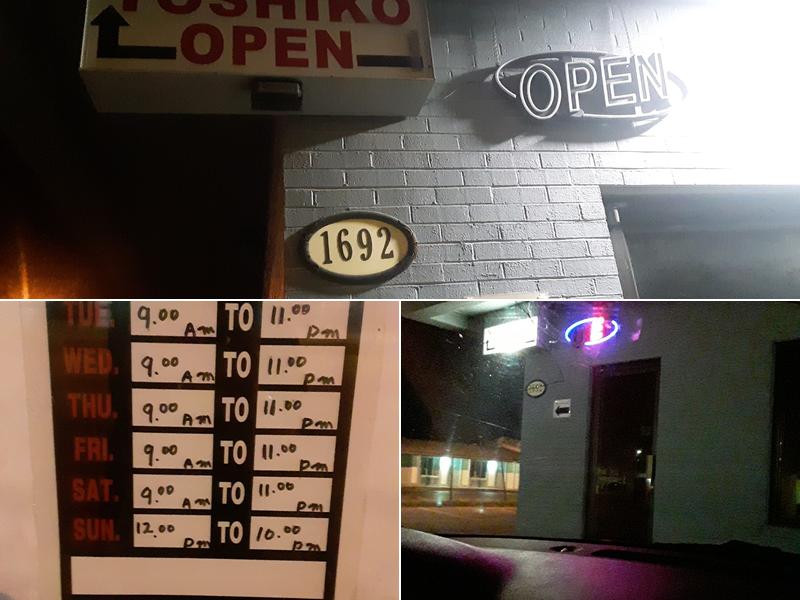 YOSHIKO
OPEN
OPEN
1692
TUE. 9.00 Am TO 11.00 Pm
WED. 9.00 Am TO 11.00 Pm
THU. 9.00 Am TO 11.00 Pm
FRI. 9.00 Am TO 11.00 Pm
SAT. 9.00 Am TO 11.00 Pm
SUN. 12.00 Pm TO 10.00 Pm